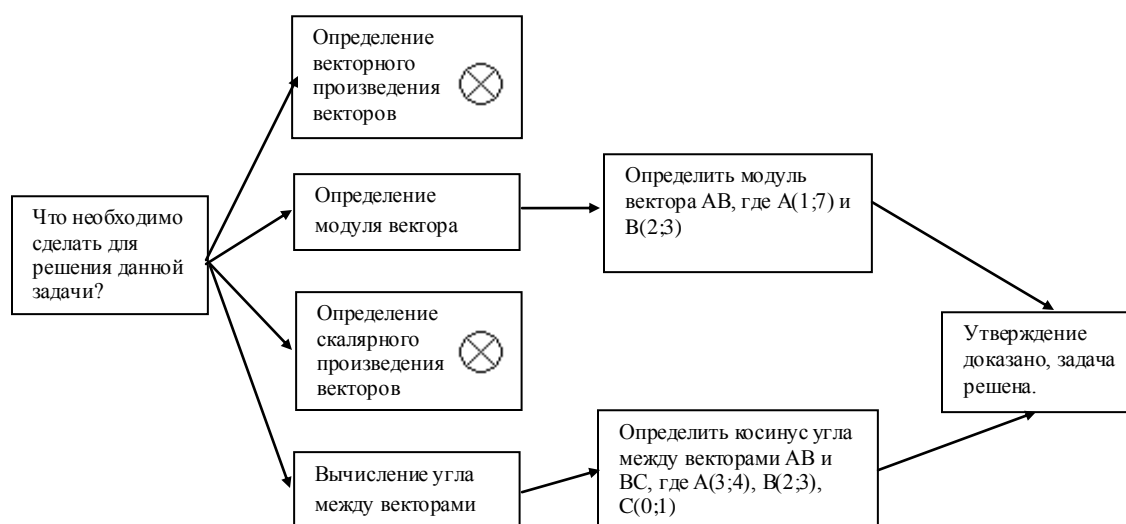 Определение
векторного
произведения
векторов
Определение
модуля вектора
Определить модуль
вектора АВ, где А(1;7) и
В(2;3)
Что необходимо
сделать для
решения данной
задачи?
Определение
скалярного
произведения
векторов
Утверждение
доказано, задача
решена.
Вычисление угла
между векторами
Определить косинус угла
между векторами АВ и
ВС, где А(3;4), В(2;3),
С(0;1)